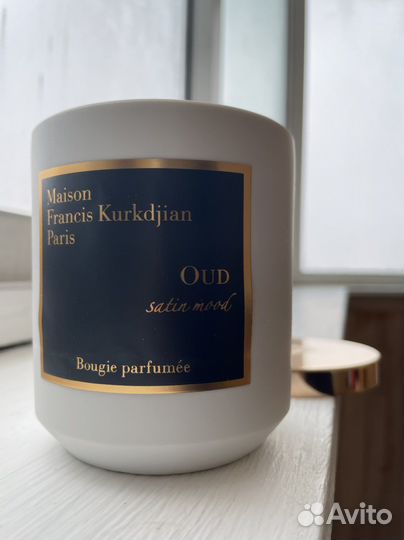 Maison
Francis Kurkdjian
Paris
OUD
satin mood
Bougie parfumée
Avito